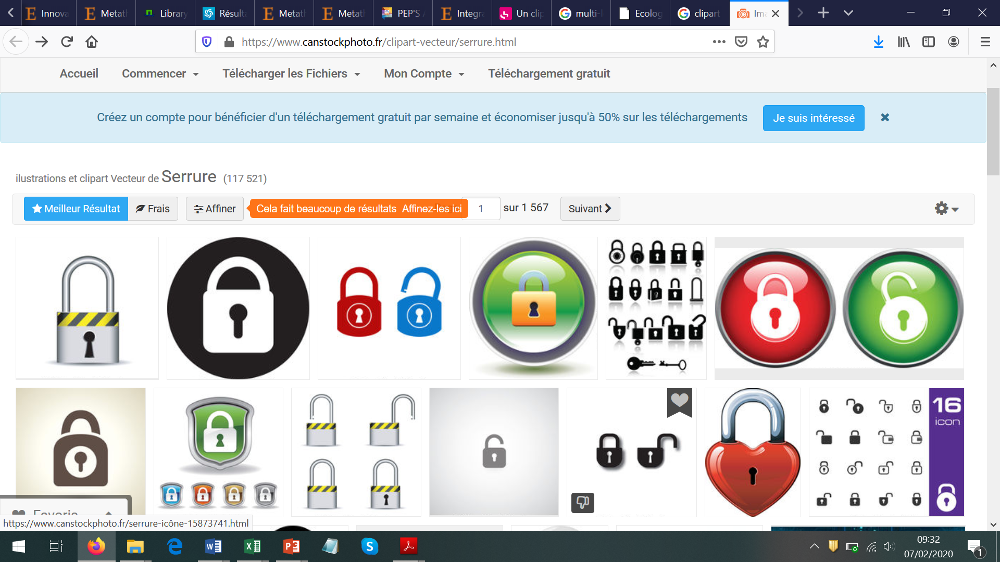 Innova
Metath
Library
Résulta
Metath
Metath
PEP'S A
Integra
Un clip
multi-l
Ecolog
clipart
Ima
https://www.canstockphoto.fr/clipart-vecteur/serrure.html
Accueil Commencer Télécharger les Fichiers Mon Compte Téléchargement gratuit
Créez un compte pour bénéficier d'un téléchargement gratuit par semaine et économiser jusqu'à 50% sur les téléchargements Je suis intéressé
ilustrations et clipart Vecteur de Serrure (117 521)
Meilleur Résultat Frais Affiner Cela fait beaucoup de résultats Affinez-les ici 1 sur 1 567 Suivant
16
icon
Favoris
https://www.canstockphoto.fr/serrure-icône-15873741.html
09:32
07/02/2020
1